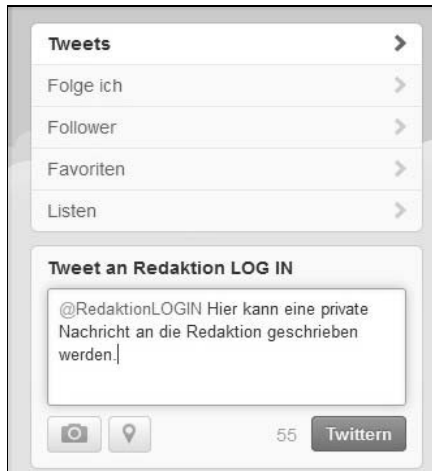 Tweets
Folge ich
Follower
Favoriten
Listen
Tweet an Redaktion LOG IN
@RedaktionLOGIN Hier kann eine private
Nachricht an die Redaktion geschrieben
werden.
55 Twittern